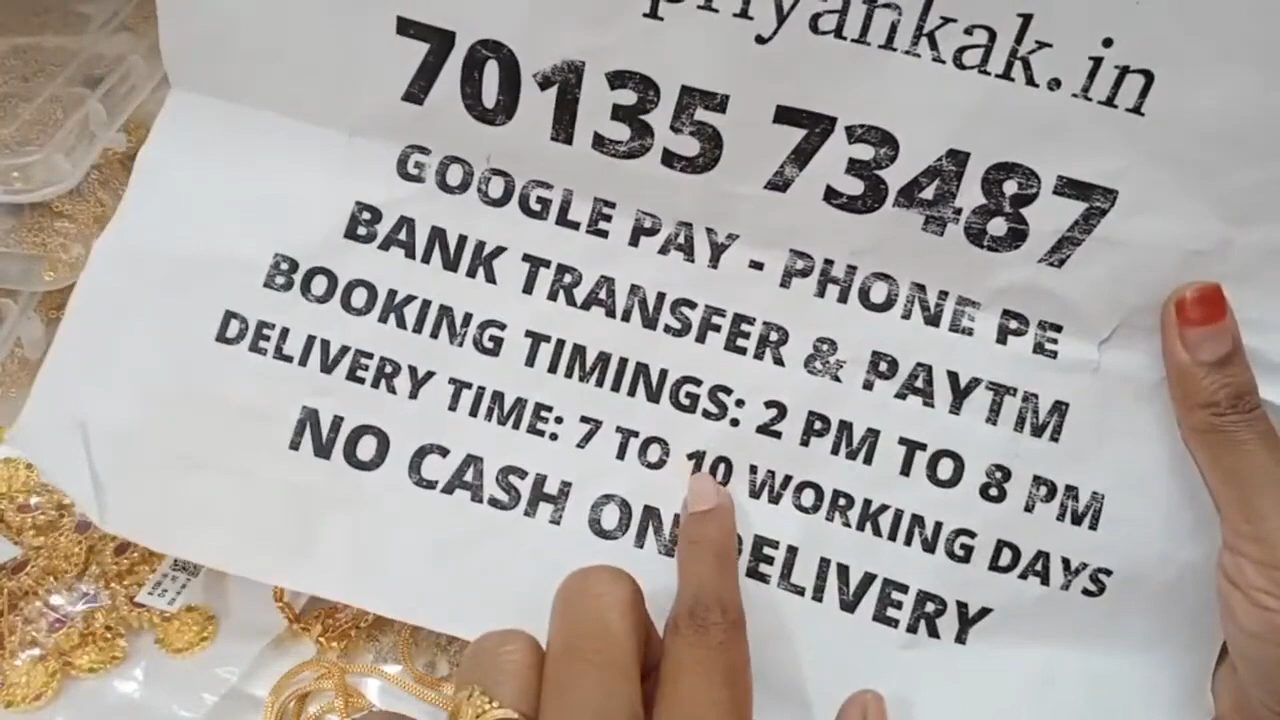 priyankak.in
70135 73487
GOOGLE PAY - PHONE PE
BANK TRANSFER & PAYTM
BOOKING TIMINGS: 2 PM TO 8 PM
DELIVERY TIME: 7 TO 10 WORKING DAYS
NO CASH ON DELIVERY